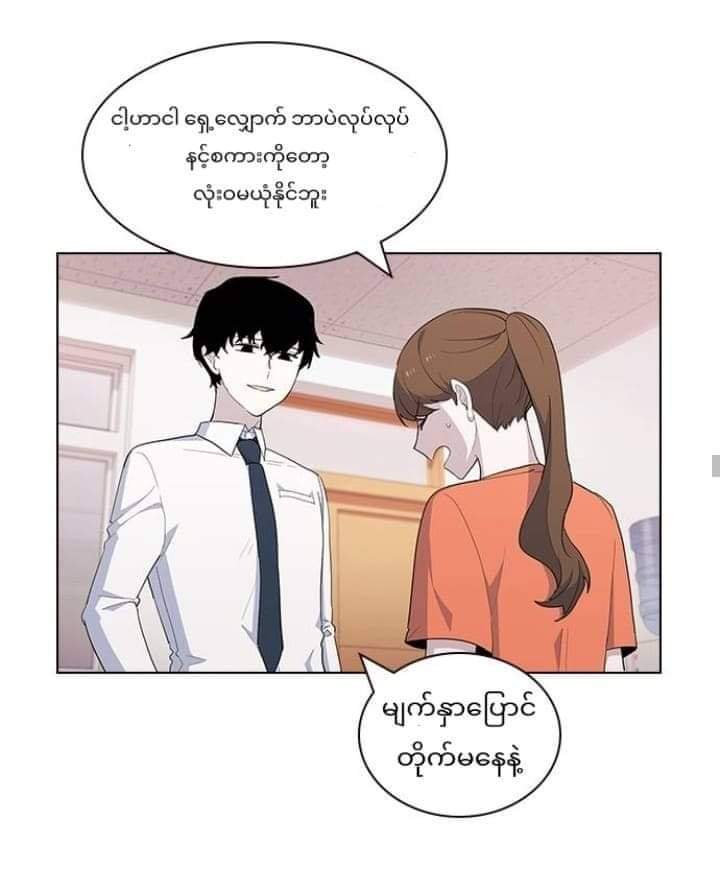 ငါ့ဟာငါ ရှေ့လျှောက် ဘာပဲလုပ်လုပ်
နင့်စကားကိုတော့
လုံးဝမယုံနိုင်ဘူး
မျက်နှာပြောင်
တိုက်မနေနဲ့